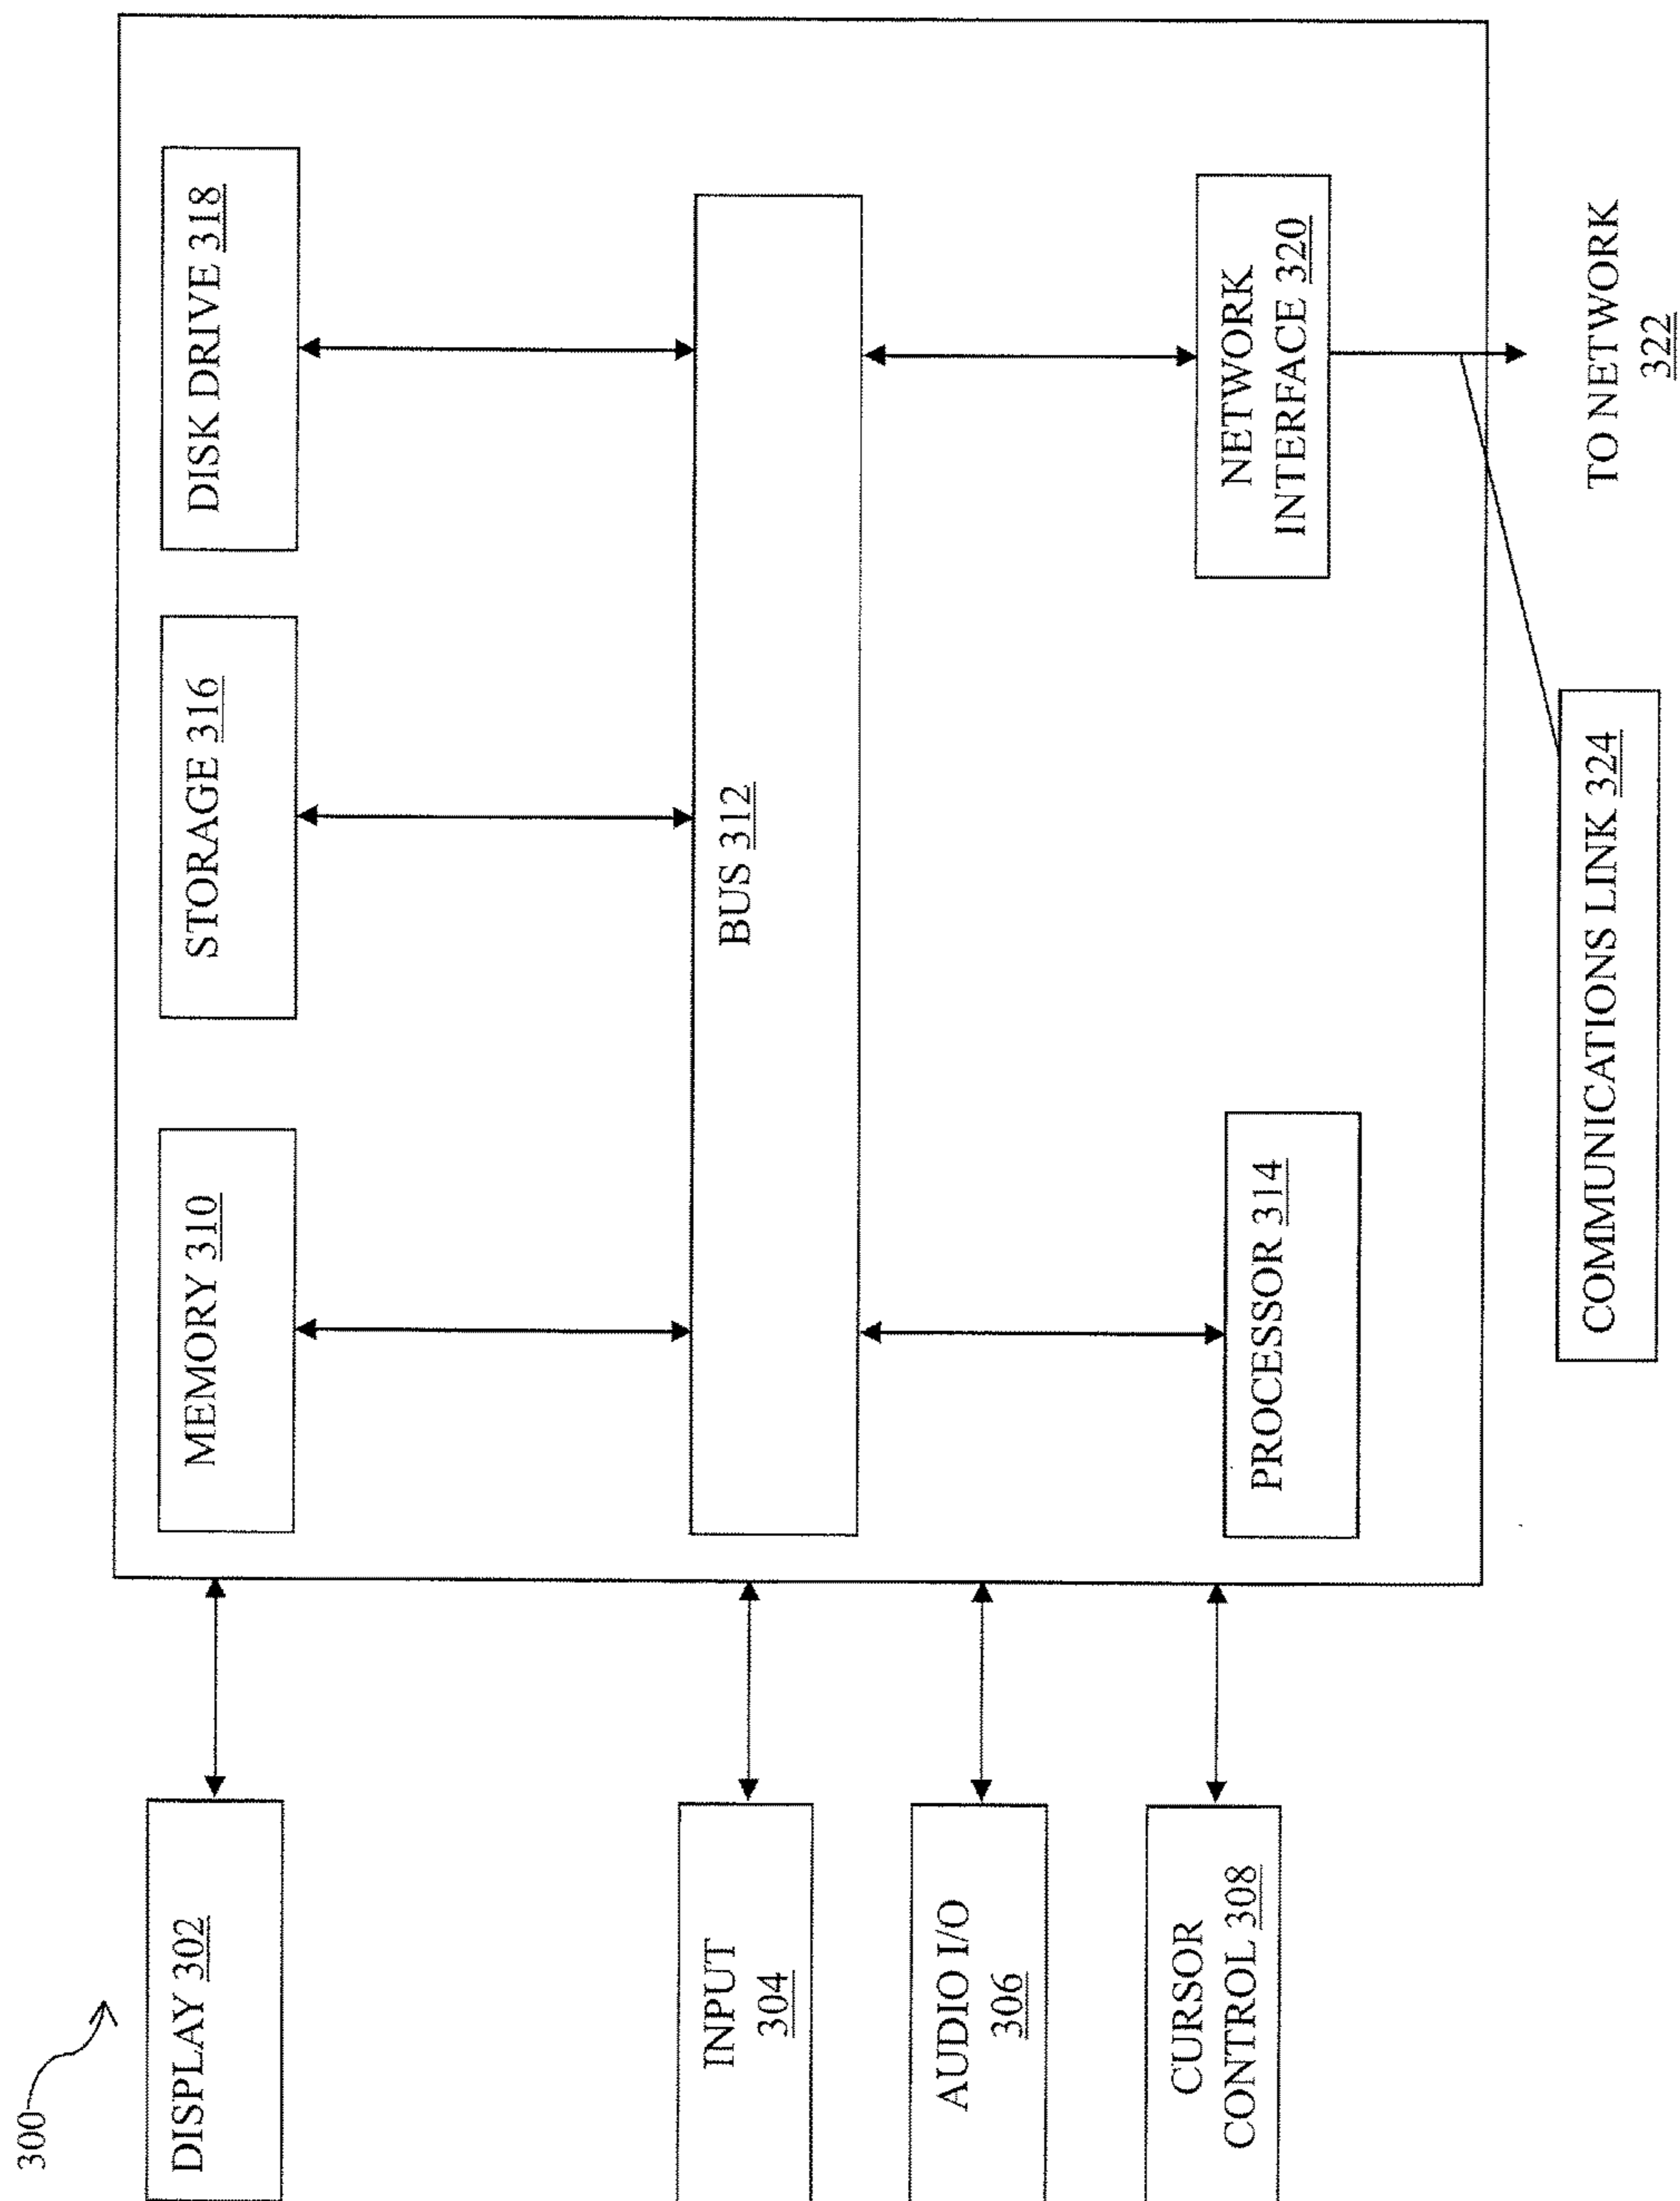 300
DISPLAY 302
INPUT
304
AUDIO I/O
306
CURSOR
CONTROL 308
MEMORY 310
STORAGE 316
DISK DRIVE 318
BUS 312
PROCESSOR 314
NETWORK
INTERFACE 320
COMMUNICATIONS LINK 324
TO NETWORK
322